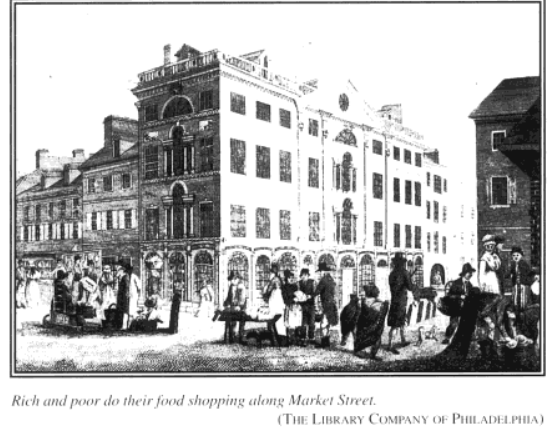 Rich and poor do their food shopping along Market Street.
(THE LIBRARY COMPANY OF PHILADELPHIA)